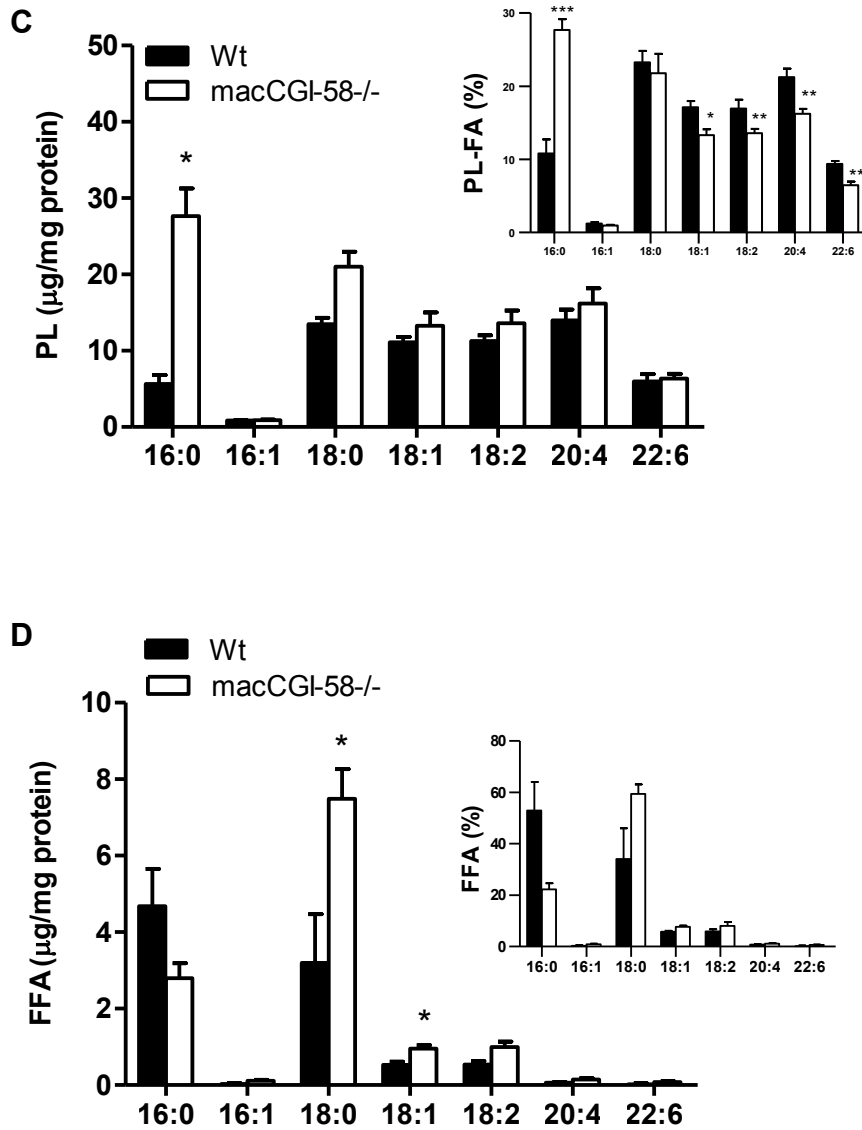 C
Wt
macCGI-58-/-
PL (µg/mg protein)
50
40
30
20
10
0
*
16:0 16:1 18:0 18:1 18:2 20:4 22:6
PL-FA (%)
30
20
10
0
*** * ** ** **
16:0 16:1 18:0 18:1 18:2 20:4 22:6
D
Wt
macCGI-58-/-
FFA (µg/mg protein)
10
8
6
4
2
0
* *
16:0 16:1 18:0 18:1 18:2 20:4 22:6
FFA (%)
80
60
40
20
0
16:0 16:1 18:0 18:1 18:2 20:4 22:6